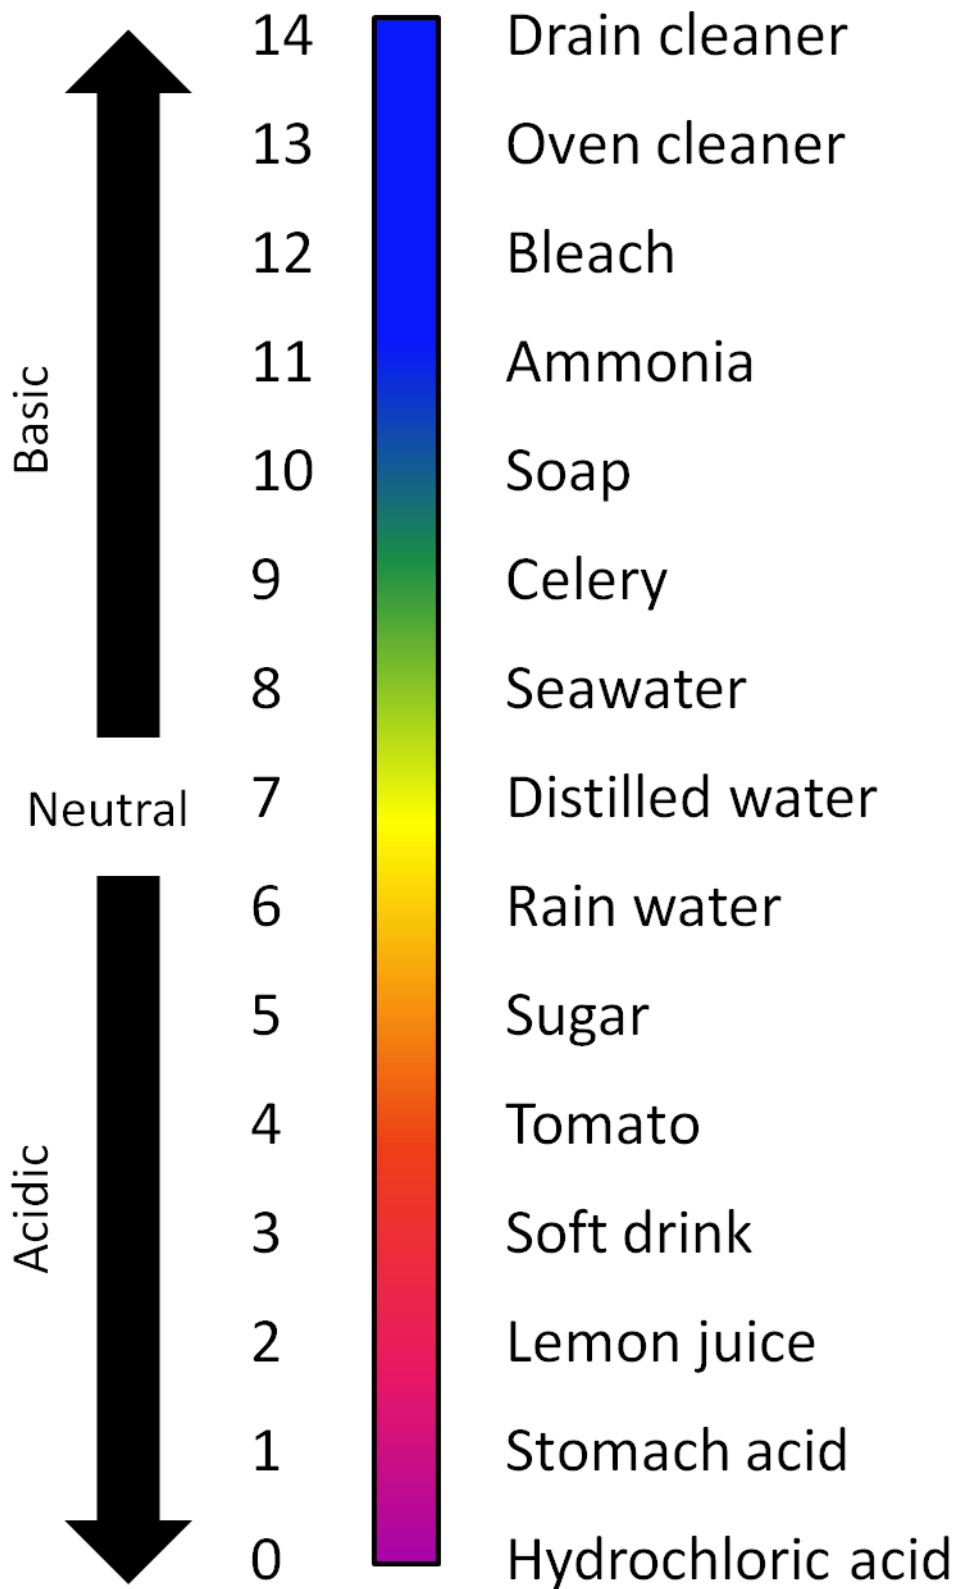 14 Drain cleaner
13 Oven cleaner
12 Bleach
11 Ammonia
Basic
10 Soap
9 Celery
8 Seawater
Neutral 7 Distilled water
6 Rain water
5 Sugar
4 Tomato
Acidic
3 Soft drink
2 Lemon juice
1 Stomach acid
0 Hydrochloric acid